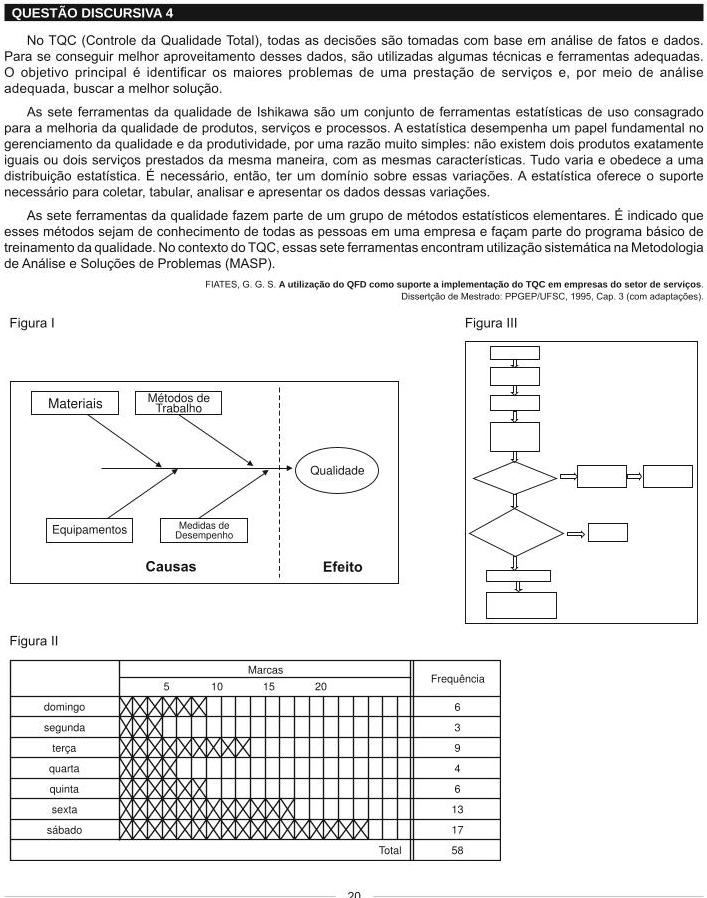 QUESTÃO DISCURSIVA 4
No TQC (Controle da Qualidade Total), todas as decisões são tomadas com base em análise de fatos e dados.
Para se conseguir melhor aproveitamento desses dados, são utilizadas algumas técnicas e ferramentas adequadas.
O objetivo principal é identificar os maiores problemas de uma prestação de serviços e, por meio de análise
adequada, buscar a melhor solução.
As sete ferramentas da qualidade de Ishikawa são um conjunto de ferramentas estatísticas de uso consagrado
para a melhoria da qualidade de produtos, serviços e processos. A estatística desempenha um papel fundamental no
gerenciamento da qualidade e da produtividade, por uma razão muito simples: não existem dois produtos exatamente
iguais ou dois serviços prestados da mesma maneira, com as mesmas características. Tudo varia e obedece a uma
distribuição estatística. É necessário, então, ter um domínio sobre essas variações. A estatística oferece o suporte
necessário para coletar, tabular, analisar e apresentar os dados dessas variações.
As sete ferramentas da qualidade fazem parte de um grupo de métodos estatísticos elementares. É indicado que
esses métodos sejam de conhecimento de todas as pessoas em uma empresa e façam parte do programa básico de
treinamento da qualidade. No contexto do TQC, essas sete ferramentas encontram utilização sistemática na Metodologia
de Análise e Soluções de Problemas (MASP).
FIATES, G. G. S. A utilização do QFD como suporte a implementação do TQC em empresas do setor de serviços.
Dissertção de Mestrado: PPGEP/UFSC, 1995, Cap. 3 (com adaptações).
Figura I
Figura III
Materiais
Métodos de
Trabalho
Qualidade
Equipamentos
Medidas de
Desempenho
Causas
Efeito
Figura II
Marcas
Frequência
5 10 15 20
domingo 6
segunda 3
terça 9
quarta 4
quinta 6
sexta 13
sábado 17
Total 58
20